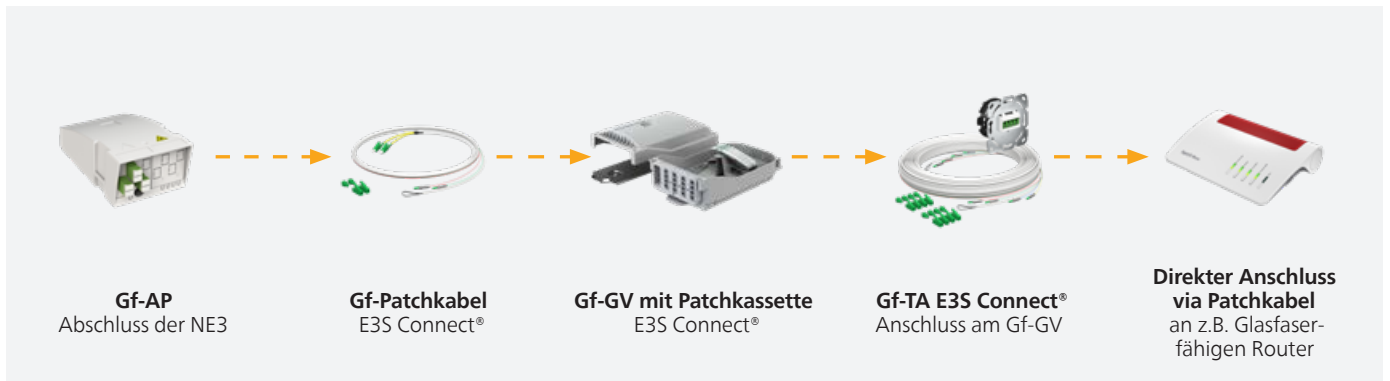 Gf-AP
Abschluss der NE3
Gf-Patchkabel
E3S Connect®
Gf-GV mit Patchkassette
E3S Connect®
Gf-TA E3S Connect®
Anschluss am Gf-GV
Direkter Anschluss
via Patchkabel
an z.B. Glasfaser-
fähigen Router